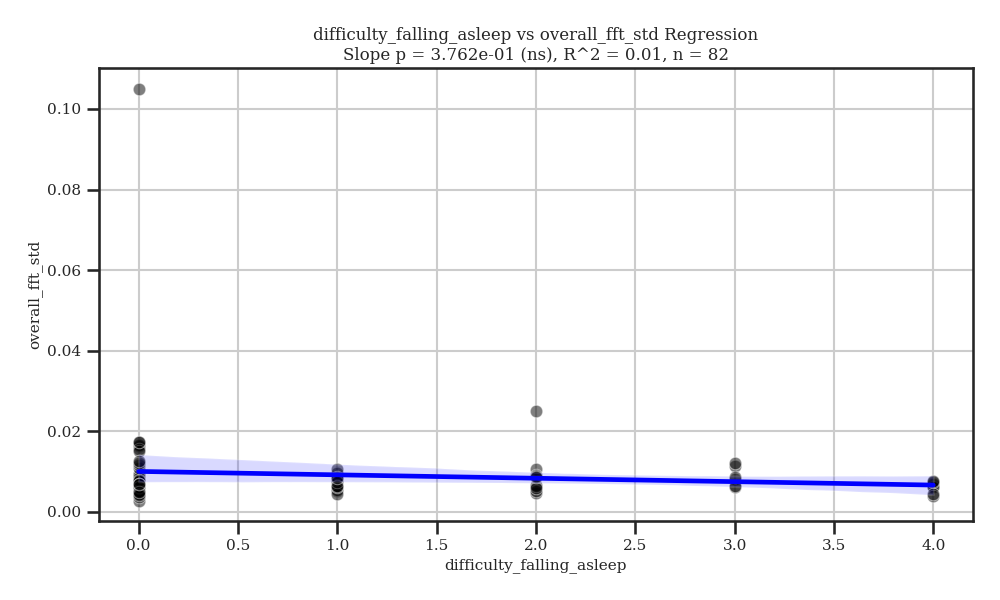 difficulty_falling_asleep vs overall_fft_std Regression
Slope p = 3.762e-01 (ns), R^2 = 0.01, n = 82
overall_fft_std
0.10
0.08
0.06
0.04
0.02
0.00
0.0 0.5 1.0 1.5 2.0 2.5 3.0 3.5 4.0
difficulty_falling_asleep